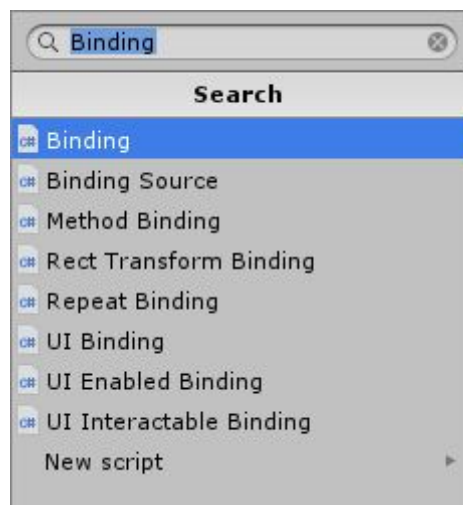 Binding
Search
c# Binding
c# Binding Source
c# Method Binding
c# Rect Transform Binding
c# Repeat Binding
c# UI Binding
c# UI Enabled Binding
c# UI Interactable Binding
New script